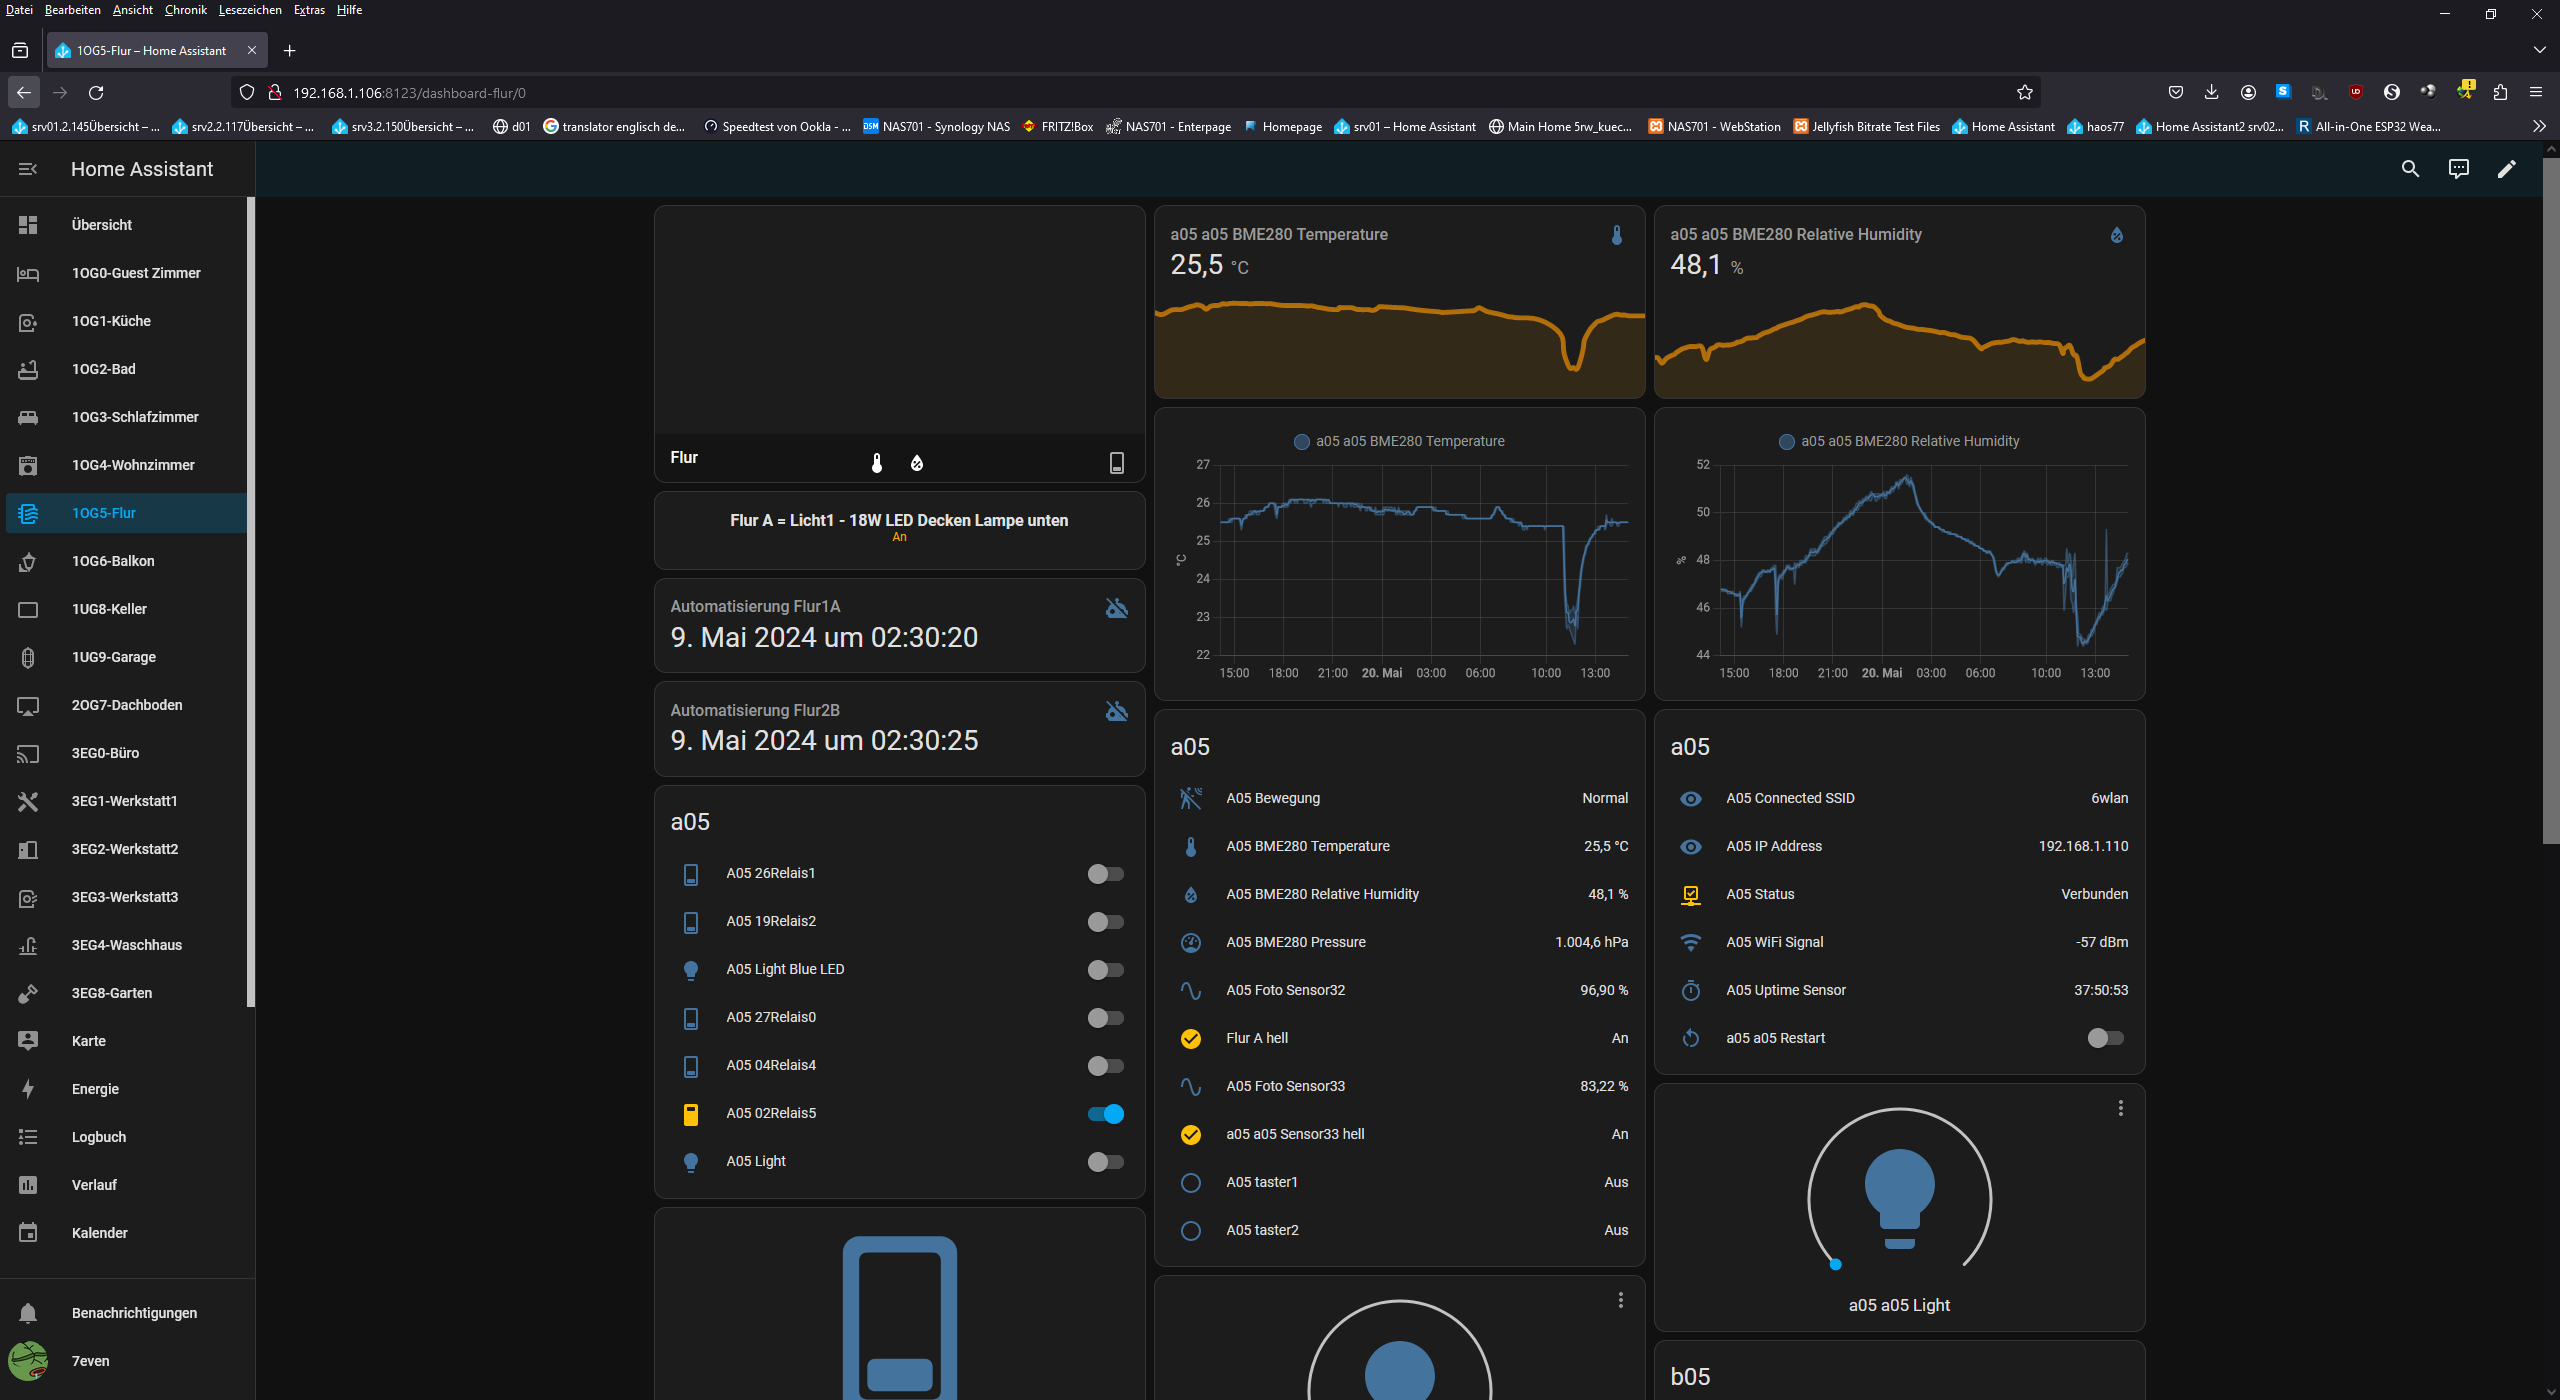 Datei Bearbeiten Ansicht Chronik Lesezeichen Extras Hilfe
1OG5-Flur – Home Assistant
192.168.1.106:8123/dashboard-flur/0
srv01.2.145Übersicht – ... srv2.2.117Übersicht – ... srv3.2.150Übersicht – ... d01 translator englisch de... Speedtest von Ookla - ... DSM NAS701 - Synology NAS FRITZ!Box NAS701 - Enterpage Homepage srv01 – Home Assistant Main Home 5rw_kuec... NAS701 - WebStation Jellyfish Bitrate Test Files Home Assistant haos77 Home Assistant2 srv02... R All-in-One ESP32 Wea...
Home Assistant
Übersicht
1OG0-Guest Zimmer
1OG1-Küche
1OG2-Bad
1OG3-Schlafzimmer
1OG4-Wohnzimmer
1OG5-Flur
1OG6-Balkon
1UG8-Keller
1UG9-Garage
2OG7-Dachboden
3EG0-Büro
3EG1-Werkstatt1
3EG2-Werkstatt2
3EG3-Werkstatt3
3EG4-Waschhaus
3EG8-Garten
Karte
Energie
Logbuch
Verlauf
Kalender
Benachrichtigungen
7even
Flur
Flur A = Licht1 - 18W LED Decken Lampe unten
An
Automatisierung Flur1A
9. Mai 2024 um 02:30:20
Automatisierung Flur2B
9. Mai 2024 um 02:30:25
a05
A05 26Relais1
A05 19Relais2
A05 Light Blue LED
A05 27Relais0
A05 04Relais4
A05 02Relais5
A05 Light
a05 a05 BME280 Temperature
25,5 °C
a05 a05 BME280 Temperature
27
26
25
24
23
22
°C
15:00 18:00 21:00 20. Mai 03:00 06:00 10:00 13:00
a05
A05 Bewegung Normal
A05 BME280 Temperature 25,5 °C
A05 BME280 Relative Humidity 48,1 %
A05 BME280 Pressure 1.004,6 hPa
A05 Foto Sensor32 96,90 %
Flur A hell An
A05 Foto Sensor33 83,22 %
a05 a05 Sensor33 hell An
A05 taster1 Aus
A05 taster2 Aus
a05 a05 BME280 Relative Humidity
48,1 %
a05 a05 BME280 Relative Humidity
52
50
48
46
44
%
15:00 18:00 21:00 20. Mai 03:00 06:00 10:00 13:00
a05
A05 Connected SSID 6wlan
A05 IP Address 192.168.1.110
A05 Status Verbunden
A05 WiFi Signal -57 dBm
A05 Uptime Sensor 37:50:53
a05 a05 Restart
a05 a05 Light
b05